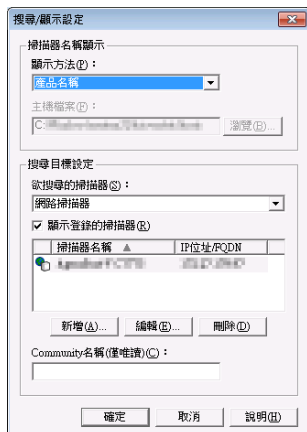 搜尋/顯示設定
掃描器名稱顯示
顯示方法(P)：
產品名稱
主機檔案(F)：
C:
瀏覽(B)...
搜尋目標設定
欲搜尋的掃描器(S)：
網路掃描器
顯示登錄的掃描器(R)
掃描器名稱 ▲ IP位址/FQDN
新增(A)... 編輯(E)... 刪除(D)
Community名稱(僅唯讀)(C)：
確定 取消 說明(H)